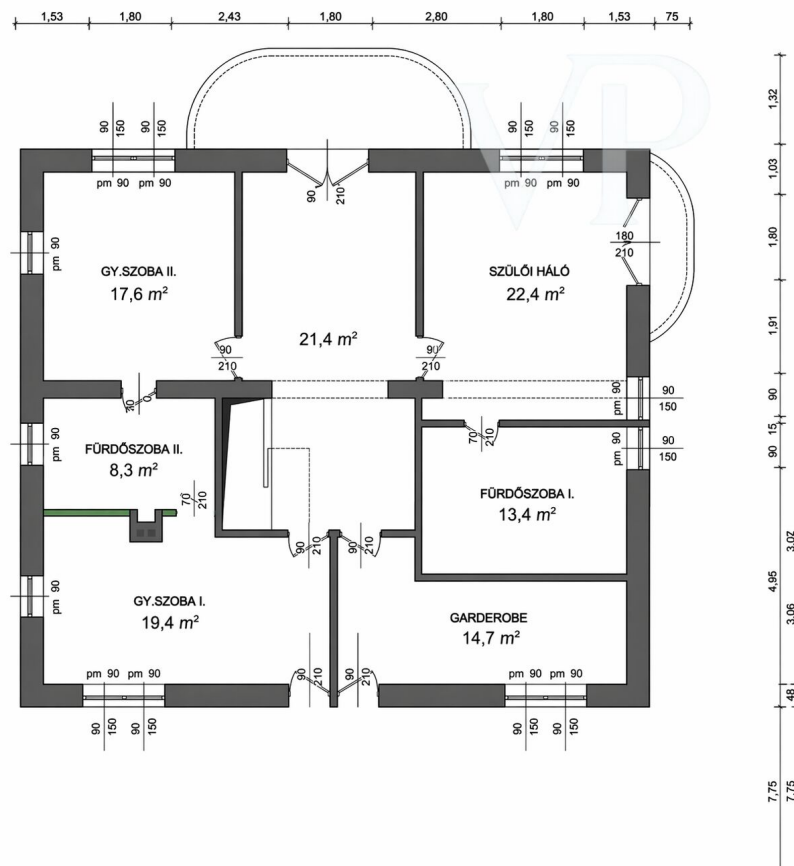 1,53 1,80 2,43 1,80 2,80 1,80 1,53 75
VP
1,32
90 150 90 150
90 150 90 150
pm 90 pm 90
90 210
pm 90 pm 90
1,03
pm 90
180
210
1,80
GY.SZOBA II.
17,6 m²
SZÜLŐI HÁLÓ
22,4 m²
21,4 m²
1,91
90
210
90
210
90
150
90
pm 90
FÜRDŐSZOBA II.
8,3 m²
70 210
70 210
90
150
15
90
FÜRDŐSZOBA I.
13,4 m²
90 210
90 210
3,02
4,95
3,06
pm 90
GY.SZOBA I.
19,4 m²
GARDEROBE
14,7 m²
pm 90 pm 90
90 210
90 210
pm 90 pm 90
48
90 150 90 150
90 150 90 150
7,75 7,75